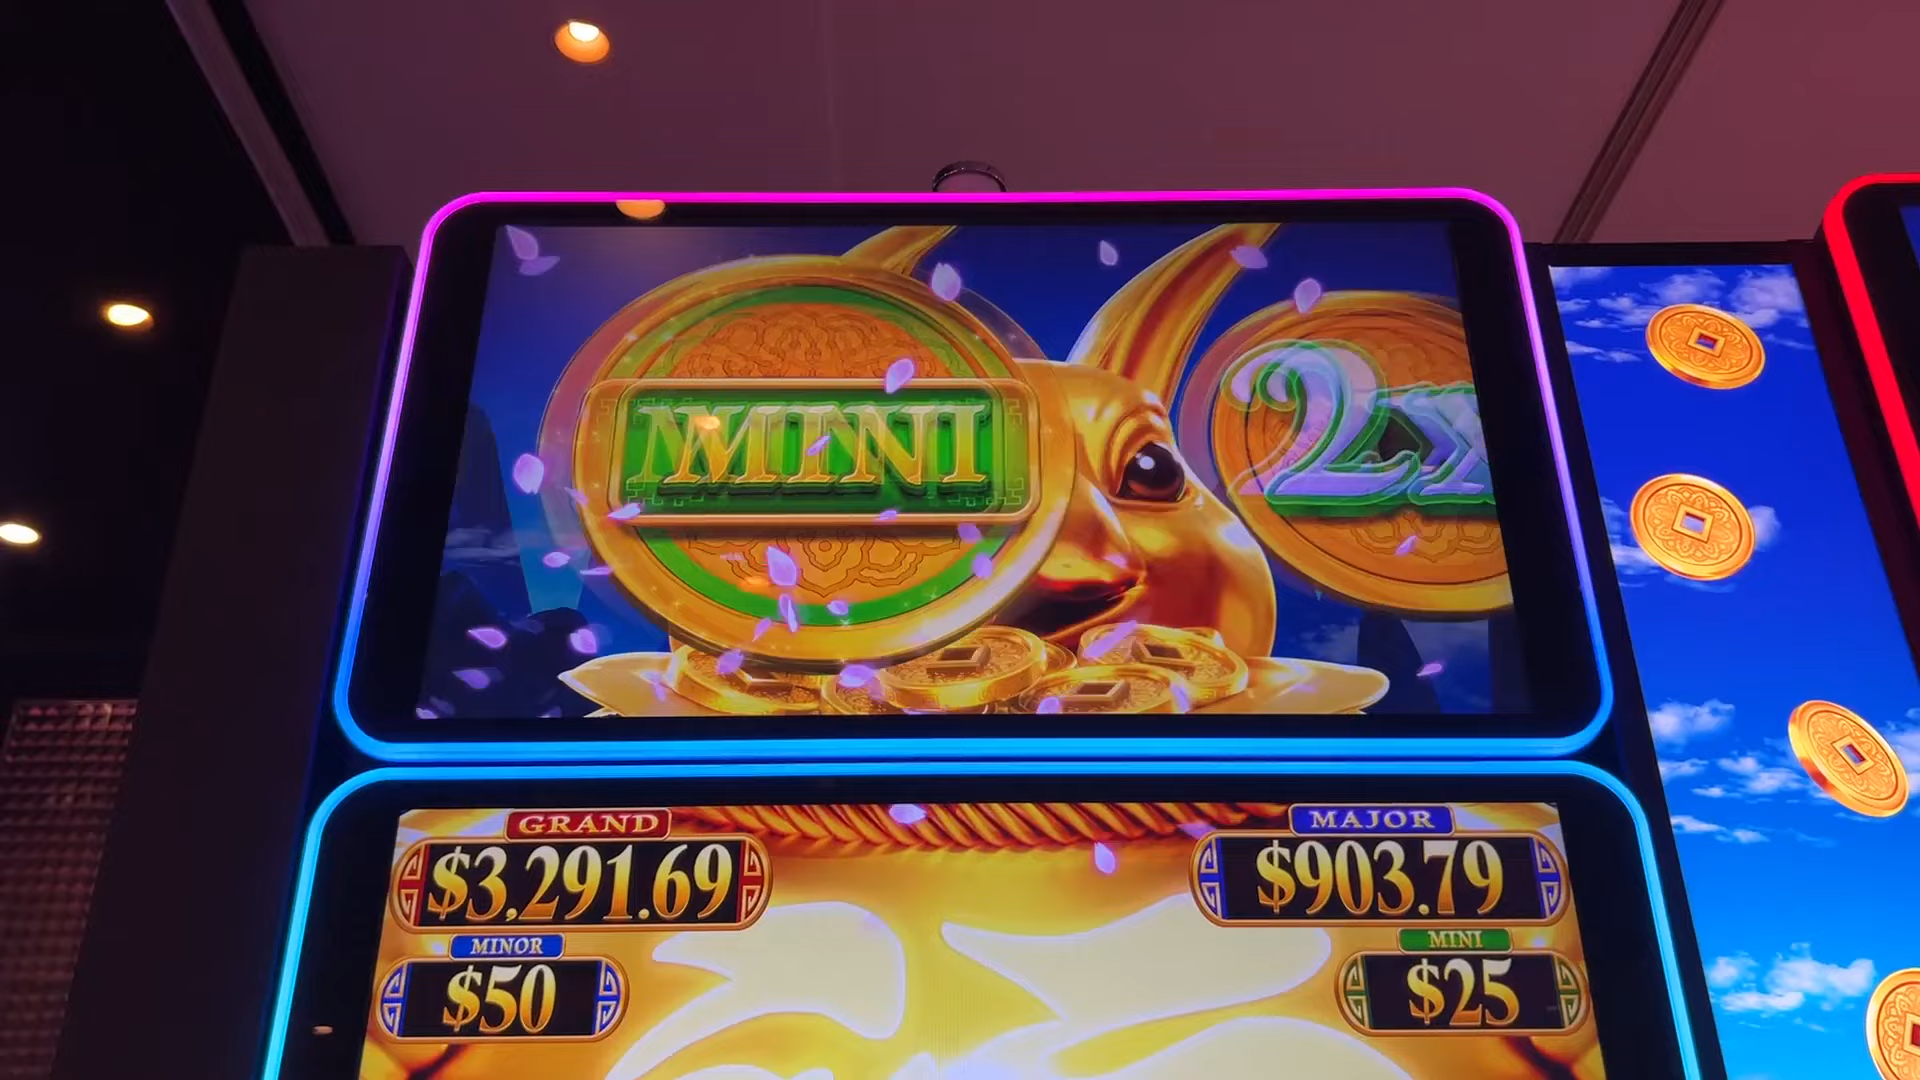 MINI
2x
GRAND
$3,291.69
MAJOR
$903.79
MINOR
$50
MINI
$25